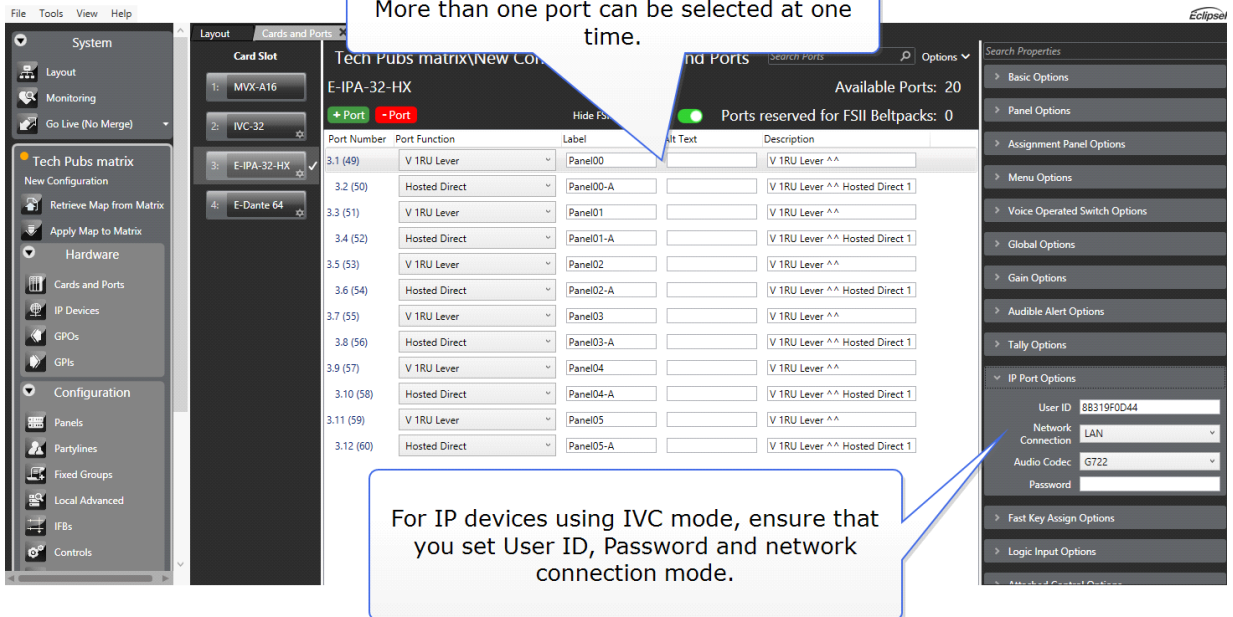 File Tools View Help
More than one port can be selected at one
time.
Eclipse
System
Layout
Monitoring
Go Live (No Merge)
Tech Pubs matrix
New Configuration
Retrieve Map from Matrix
Apply Map to Matrix
Hardware
Cards and Ports
IP Devices
GPOs
GPIs
Configuration
Panels
Partylines
Fixed Groups
Local Advanced
IFBs
Controls
Layout Cards and Ports X
Card Slot
1: MVX-A16
2: IVC-32
3: E-IPA-32-HX
4: E-Dante 64
Tech Pubs matrix\New Con nd Ports Search Ports Options
E-IPA-32-HX Available Ports: 20
+ Port - Port Hide FSII Ports reserved for FSII Beltpacks: 0
Port Number Port Function Label Alt Text Description
3.1 (49) V 1RU Lever Panel00 V 1RU Lever ^^
3.2 (50) Hosted Direct Panel00-A V 1RU Lever ^^ Hosted Direct 1
3.3 (51) V 1RU Lever Panel01 V 1RU Lever ^^
3.4 (52) Hosted Direct Panel01-A V 1RU Lever ^^ Hosted Direct 1
3.5 (53) V 1RU Lever Panel02 V 1RU Lever ^^
3.6 (54) Hosted Direct Panel02-A V 1RU Lever ^^ Hosted Direct 1
3.7 (55) V 1RU Lever Panel03 V 1RU Lever ^^
3.8 (56) Hosted Direct Panel03-A V 1RU Lever ^^ Hosted Direct 1
3.9 (57) V 1RU Lever Panel04 V 1RU Lever ^^
3.10 (58) Hosted Direct Panel04-A V 1RU Lever ^^ Hosted Direct 1
3.11 (59) V 1RU Lever Panel05 V 1RU Lever ^^
3.12 (60) Hosted Direct Panel05-A V 1RU Lever ^^ Hosted Direct 1
For IP devices using IVC mode, ensure that
you set User ID, Password and network
connection mode.
Search Properties
Basic Options
Panel Options
Assignment Panel Options
Menu Options
Voice Operated Switch Options
Global Options
Gain Options
Audible Alert Options
Tally Options
IP Port Options
User ID 8B319F0D44
Network
Connection LAN
Audio Codec G722
Password
Fast Key Assign Options
Logic Input Options
Attached Control Options